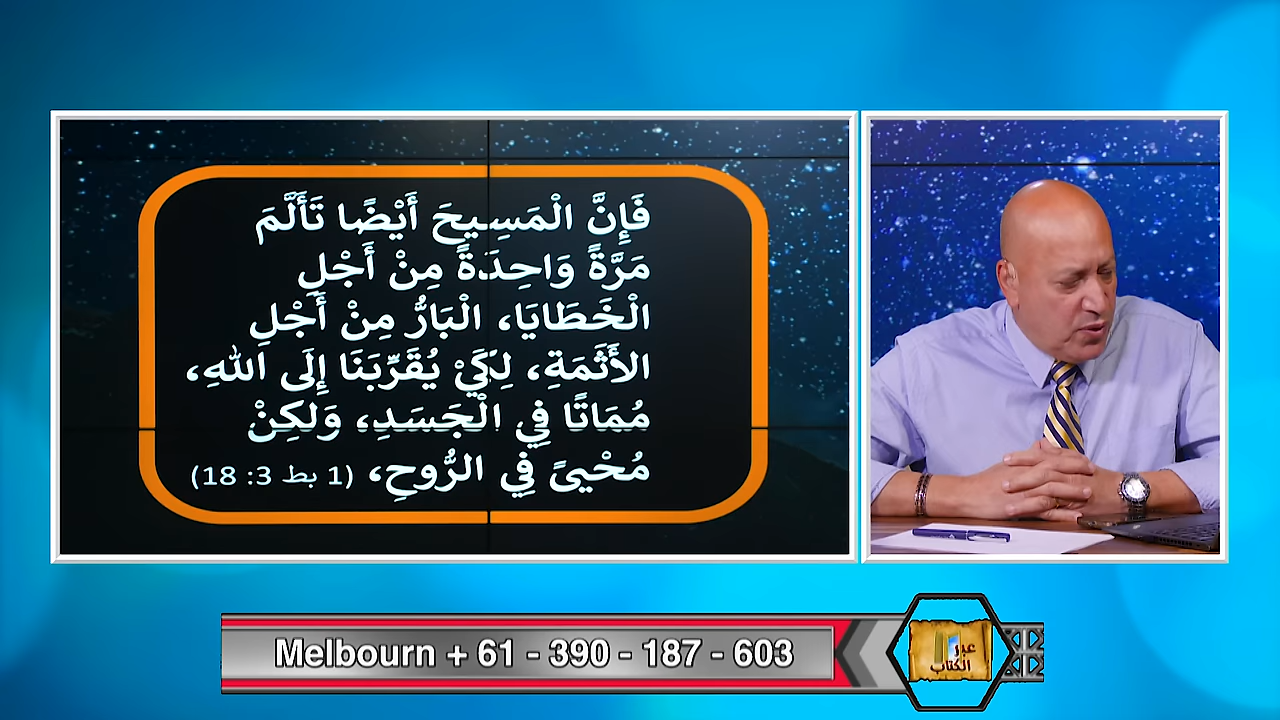 فَإِنَّ الْمَسِيحَ أَيْضًا تَأَلَّمَ
مَرَّةً وَاحِدَةً مِنْ أَجْلِ
الْخَطَايَا، الْبَارُّ مِنْ أَجْلِ
الأَثَمَةِ، لِكَيْ يُقَرِّبَنَا إِلَى اللهِ،
مُمَاتًا فِي الْجَسَدِ، وَلكِنْ
مُحْيىً فِي الرُّوحِ، (1 بط 3: 18)
Melbourn + 61 - 390 - 187 - 603
عبر
الكتاب